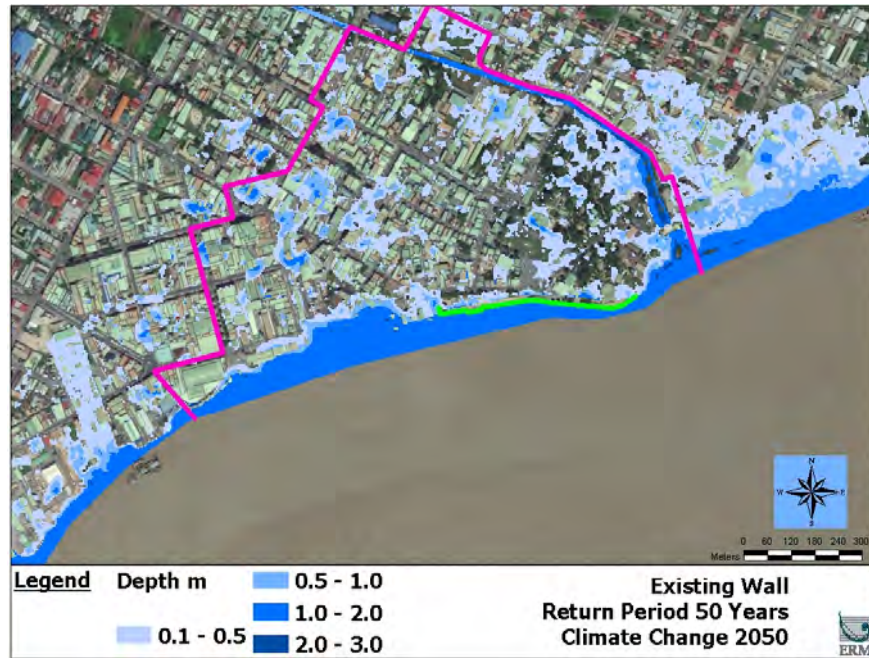 N
W E
S
0 60 120 180 240 300
Meters
Legend Depth m
0.1 - 0.5
0.5 - 1.0
1.0 - 2.0
2.0 - 3.0
Existing Wall
Return Period 50 Years
Climate Change 2050
ERM